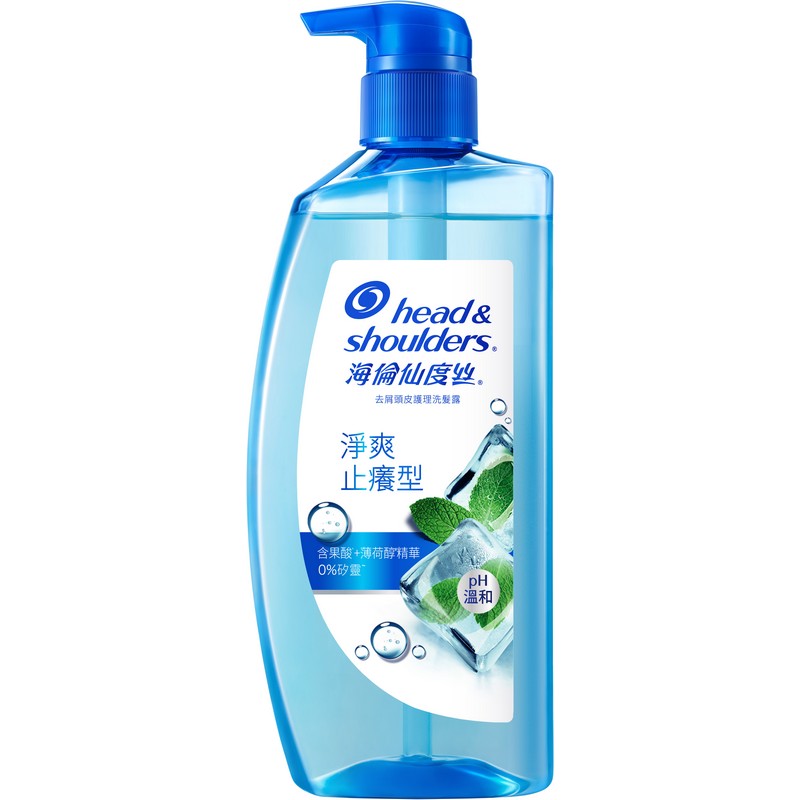 head &
shoulders®
海倫仙度丝®
去屑頭皮護理洗髮露
淨爽
止癢型
含果酸+薄荷醇精華
0%矽靈
pH
溫和